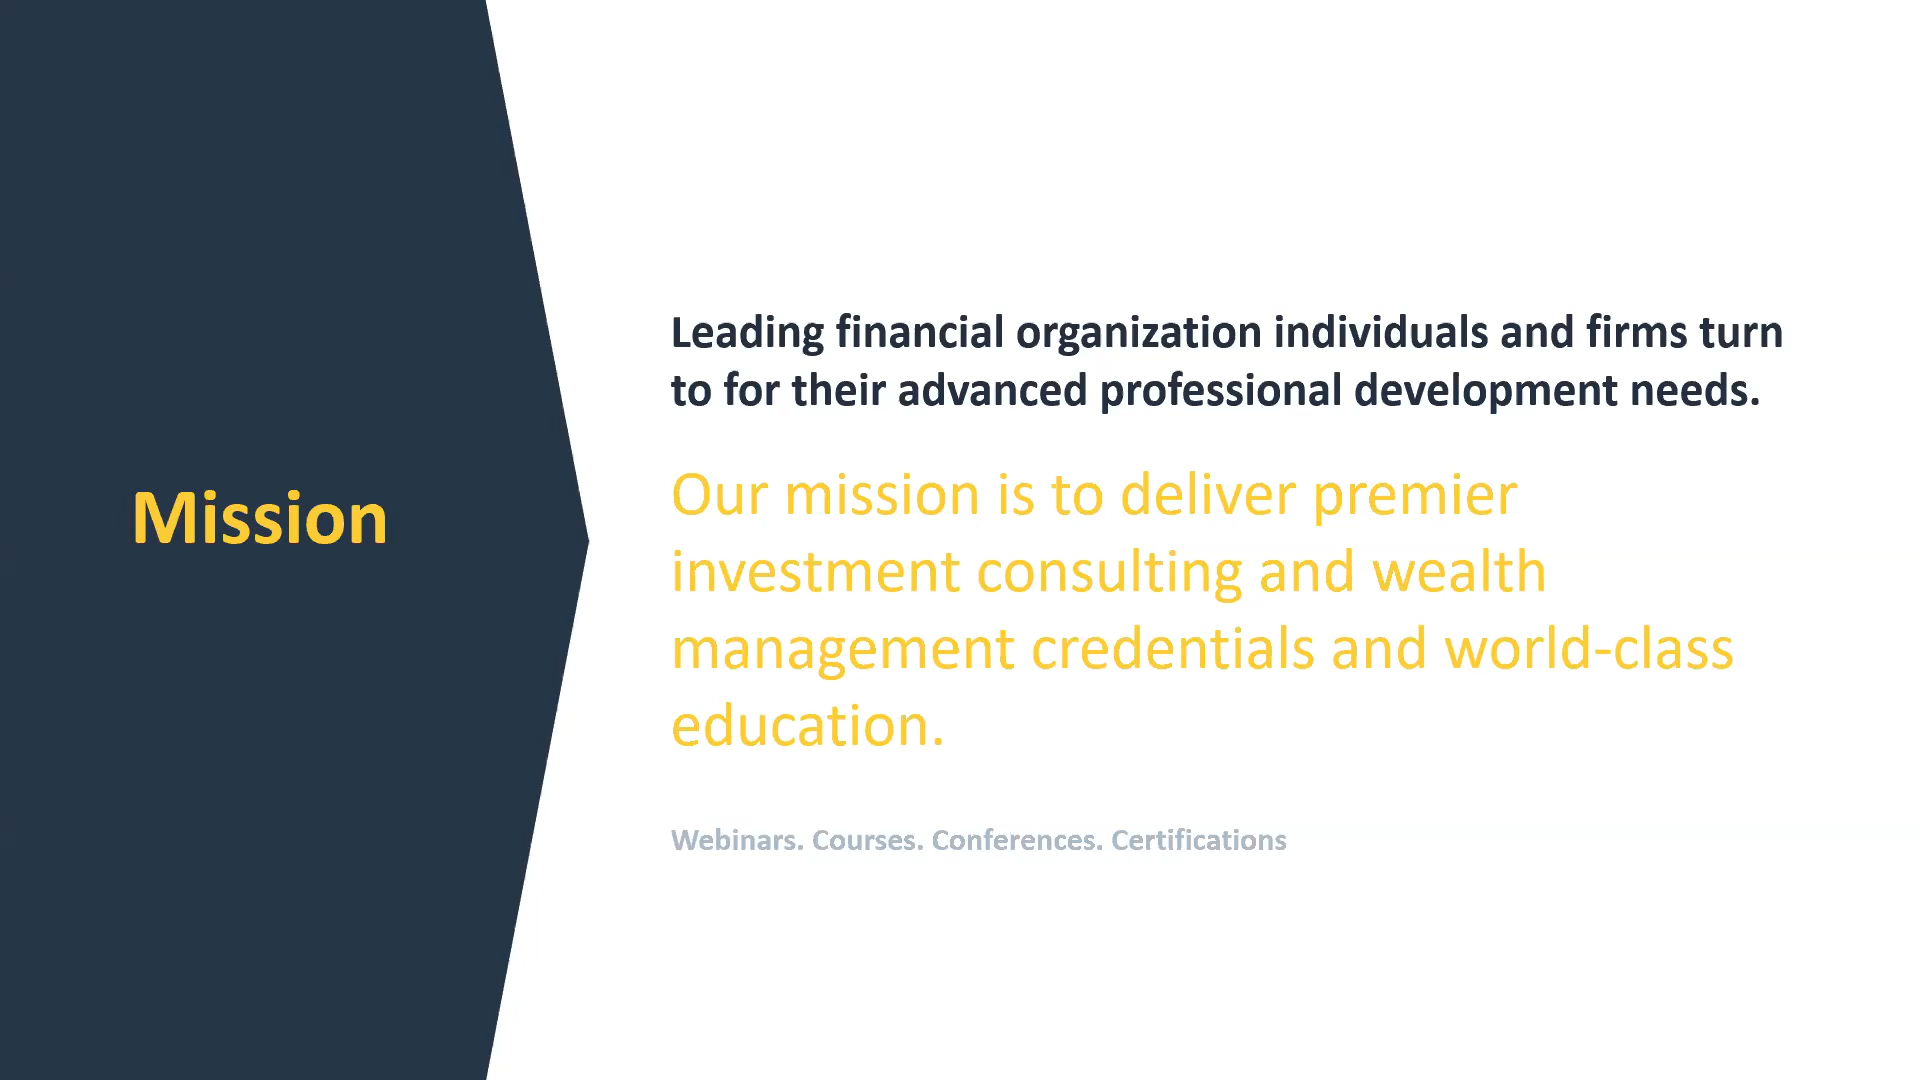 Mission
Leading financial organization individuals and firms turn
to for their advanced professional development needs.
Our mission is to deliver premier
investment consulting and wealth
management credentials and world-class
education.
Webinars. Courses. Conferences. Certifications